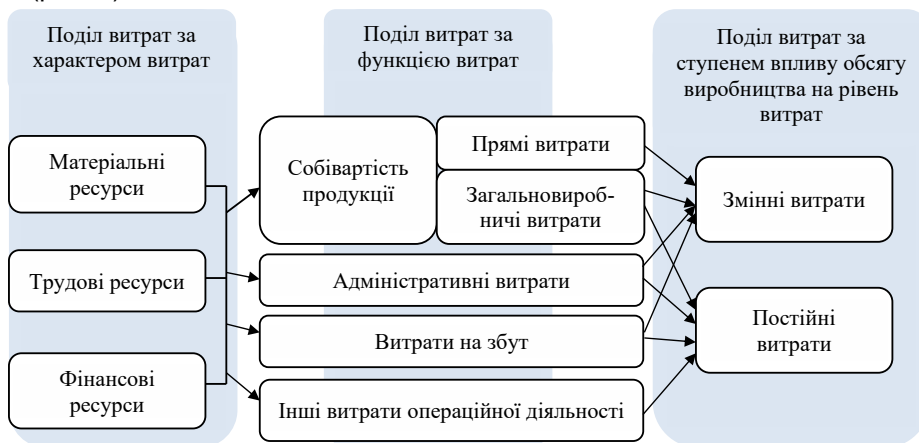 Поділ витрат за
характером витрат
Поділ витрат за
функцією витрат
Поділ витрат за
ступенем впливу обсягу
виробництва на рівень
витрат
Матеріальні
ресурси
Трудові ресурси
Фінансові
ресурси
Собівартість
продукції
Прямі витрати
Загальновироб-
ничі витрати
Адміністративні витрати
Витрати на збут
Інші витрати операційної діяльності
Змінні витрати
Постійні
витрати